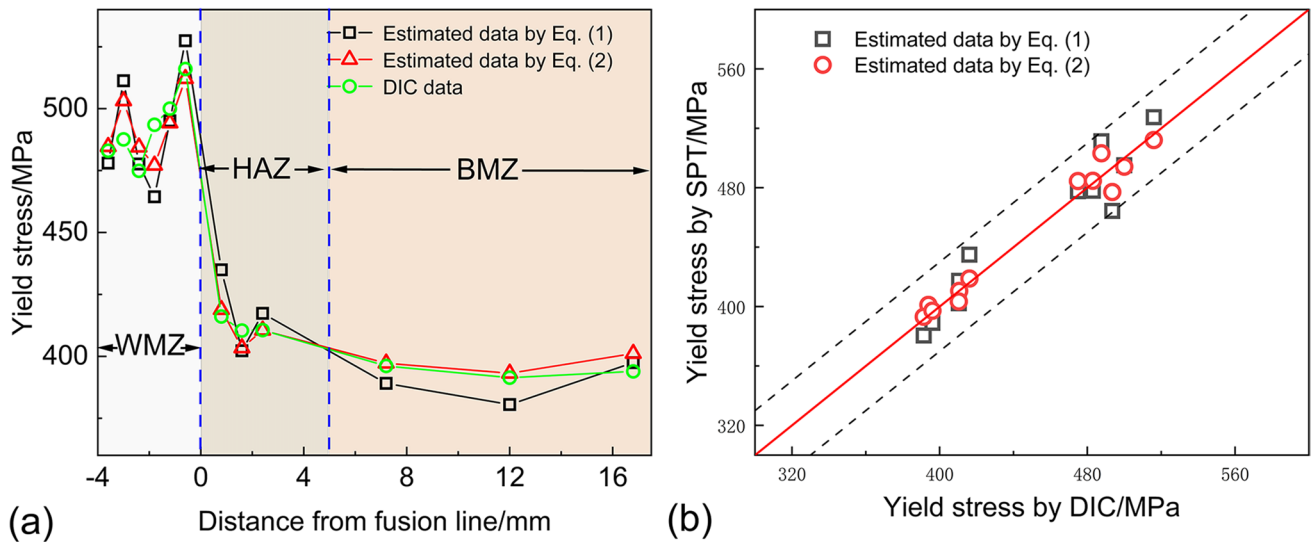 Estimated data by Eq. (1)
Estimated data by Eq. (2)
DIC data
500
450
400
Yield stress/MPa
WMZ
HAZ
BMZ
-4
0
4
8
12
16
Distance from fusion line/mm
(a)
Estimated data by Eq. (1)
Estimated data by Eq. (2)
560
480
400
320
Yield stress by SPT/MPa
320
400
480
560
Yield stress by DIC/MPa
(b)